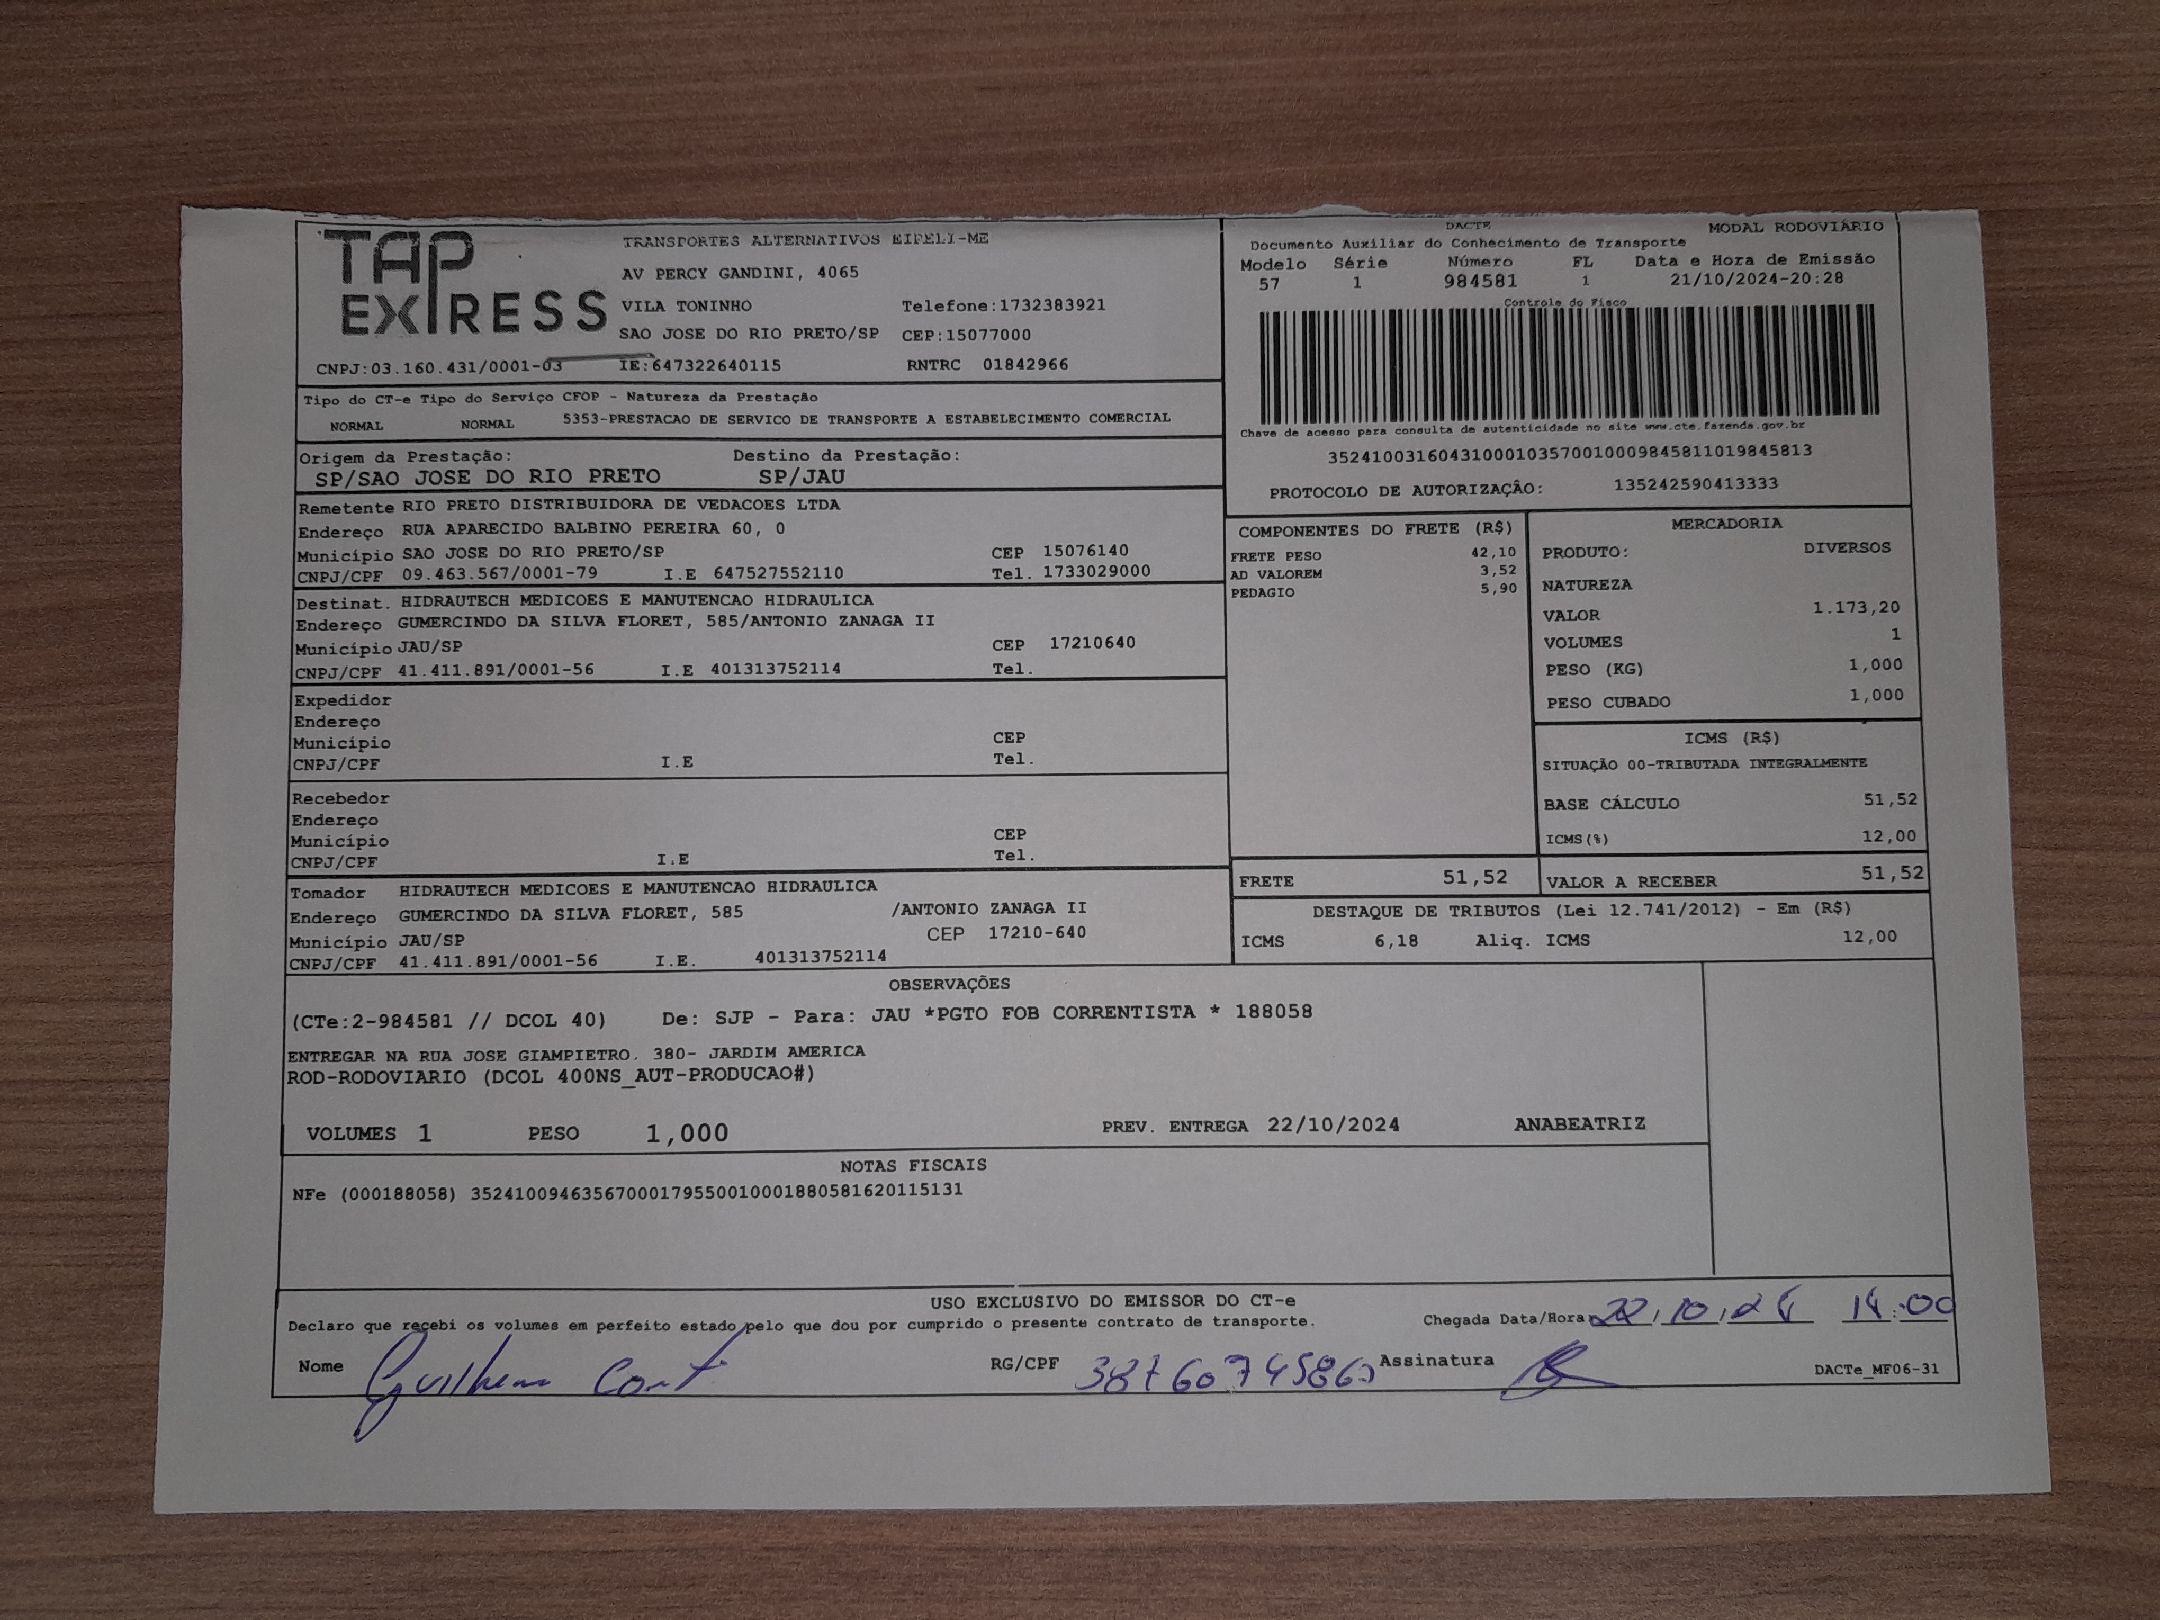 TAP EXPRESS
TRANSPORTES ALTERNATIVOS EIRELI-ME
AV PERCY GANDINI, 4065
VILA TONINHO Telefone:1732383921
SAO JOSE DO RIO PRETO/SP CEP:15077000
CNPJ:03.160.431/0001-03 IE:647322640115 RNTRC 01842966
DACTE MODAL RODOVIÁRIO
Documento Auxiliar do Conhecimento de Transporte
Modelo Série Número FL Data e Hora de Emissão
57 1 984581 1 21/10/2024-20:28
Controle do Fisco
Chave de acesso para consulta de autenticidade no site www.cte.fazenda.gov.br
35241003160431000103570010009845811019845813
PROTOCOLO DE AUTORIZAÇÂO: 135242590413333
Tipo do CT-e Tipo do Serviço CFOP - Natureza da Prestação
NORMAL NORMAL 5353-PRESTACAO DE SERVICO DE TRANSPORTE A ESTABELECIMENTO COMERCIAL
Origem da Prestação: Destino da Prestação:
SP/SAO JOSE DO RIO PRETO SP/JAU
Remetente RIO PRETO DISTRIBUIDORA DE VEDACOES LTDA
Endereço RUA APARECIDO BALBINO PEREIRA 60, 0
Município SAO JOSE DO RIO PRETO/SP CEP 15076140
CNPJ/CPF 09.463.567/0001-79 I.E 647527552110 Tel. 1733029000
Destinat. HIDRAUTECH MEDICOES E MANUTENCAO HIDRAULICA
Endereço GUMERCINDO DA SILVA FLORET, 585/ANTONIO ZANAGA II
Município JAU/SP CEP 17210640
CNPJ/CPF 41.411.891/0001-56 I.E 401313752114 Tel.
Expedidor
Endereço
Município CEP
CNPJ/CPF I.E Tel.
Recebedor
Endereço
Município CEP
CNPJ/CPF I.E Tel.
Tomador HIDRAUTECH MEDICOES E MANUTENCAO HIDRAULICA
Endereço GUMERCINDO DA SILVA FLORET, 585 /ANTONIO ZANAGA II
Município JAU/SP CEP 17210-640
CNPJ/CPF 41.411.891/0001-56 I.E. 401313752114
COMPONENTES DO FRETE (R$)
FRETE PESO 42,10
AD VALOREM 3,52
PEDAGIO 5,90
MERCADORIA
PRODUTO: DIVERSOS
NATUREZA
VALOR 1.173,20
VOLUMES 1
PESO (KG) 1,000
PESO CUBADO 1,000
ICMS (R$)
SITUAÇÃO 00-TRIBUTADA INTEGRALMENTE
BASE CÁLCULO 51,52
ICMS(%) 12,00
FRETE 51,52 VALOR A RECEBER 51,52
DESTAQUE DE TRIBUTOS (Lei 12.741/2012) - Em (R$)
ICMS 6,18 Aliq. ICMS 12,00
OBSERVAÇÕES
(CTe:2-984581 // DCOL 40) De: SJP - Para: JAU *PGTO FOB CORRENTISTA * 188058
ENTREGAR NA RUA JOSE GIAMPIETRO. 380- JARDIM AMERICA
ROD-RODOVIARIO (DCOL 400NS_AUT-PRODUCAO#)
VOLUMES 1 PESO 1,000 PREV. ENTREGA 22/10/2024 ANABEATRIZ
NOTAS FISCAIS
NFe (000188058) 35241009463567000179550010001880581620115131
USO EXCLUSIVO DO EMISSOR DO CT-e
Declaro que recebi os volumes em perfeito estado pelo que dou por cumprido o presente contrato de transporte. Chegada Data/Hora 22/10/24
Nome RG/CPF Assinatura DACTe_MF06-31